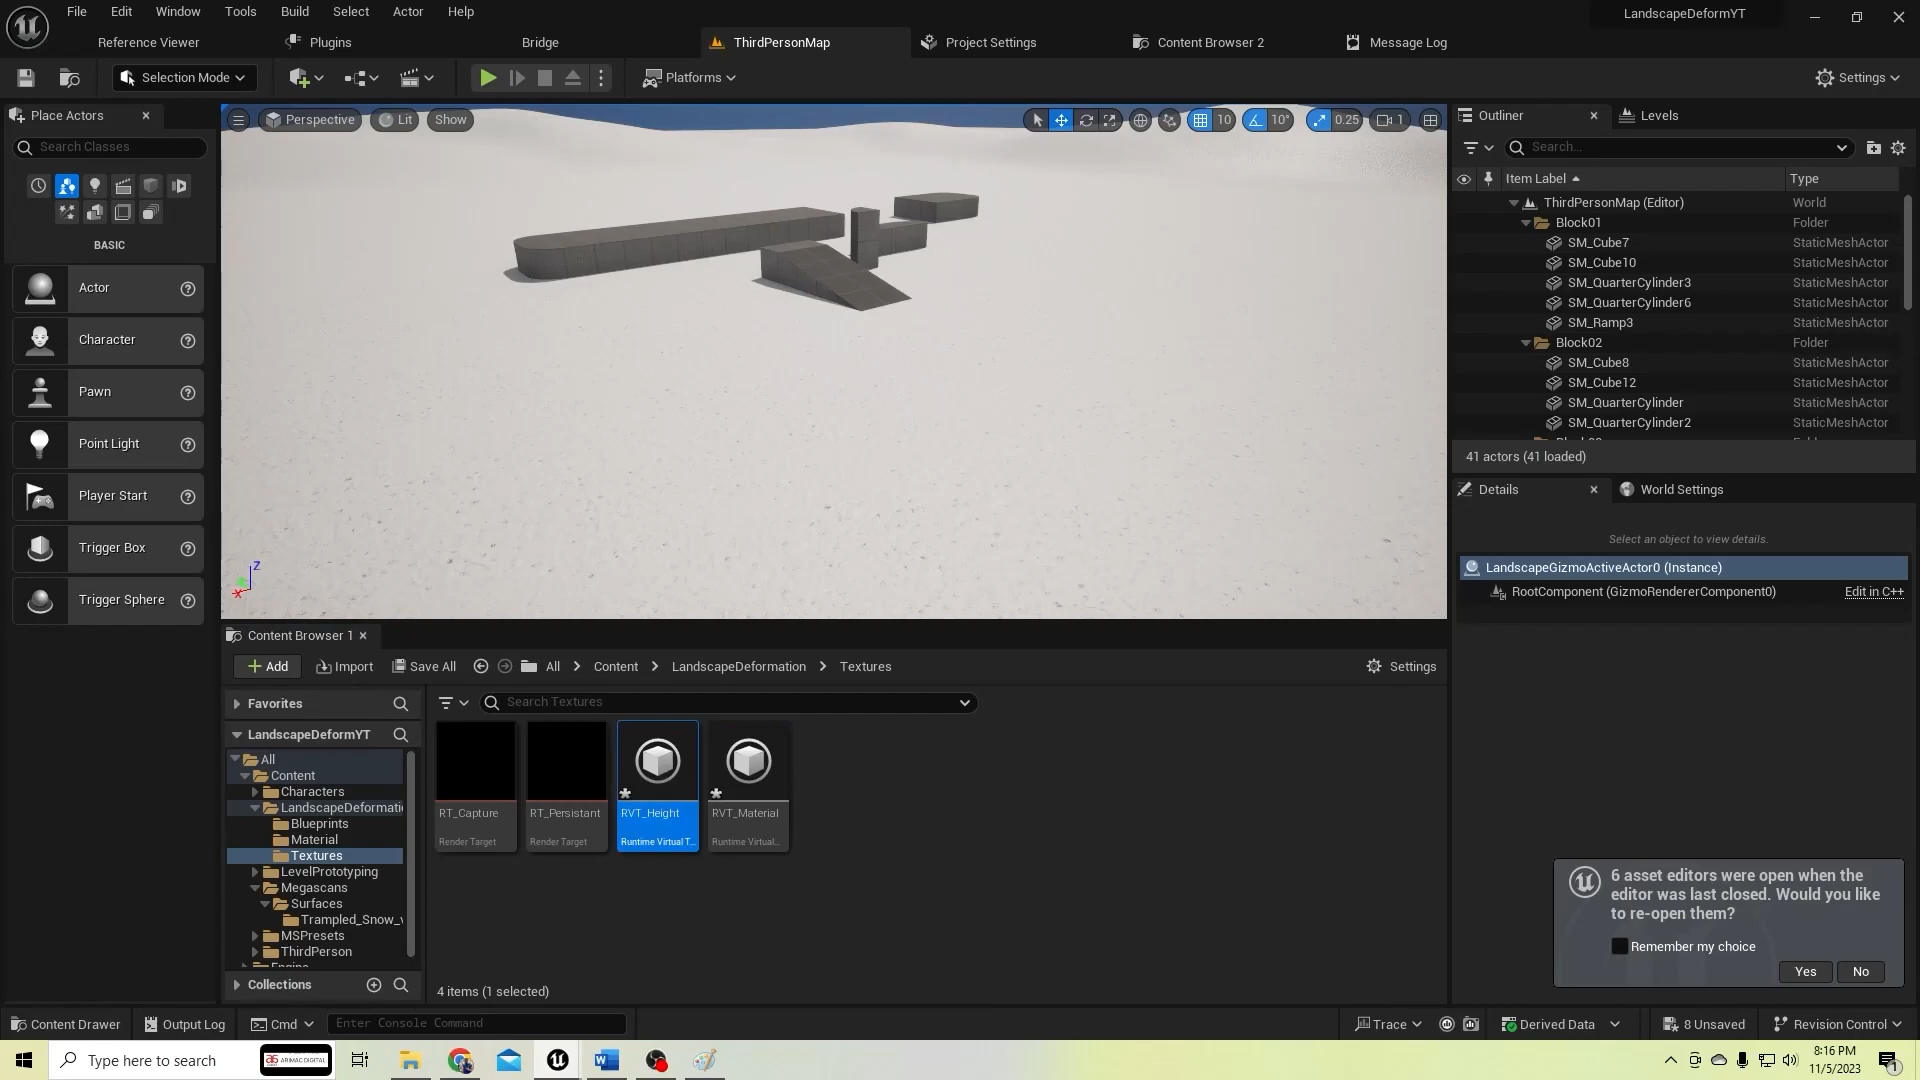 File Edit Window Tools Build Select Actor Help
LandscapeDeformYT
Reference Viewer Plugins Bridge ThirdPersonMap Project Settings Content Browser 2 Message Log
Selection Mode Platforms Settings
Place Actors
Search Classes
BASIC
Actor
Character
Pawn
Point Light
Player Start
Trigger Box
Trigger Sphere
Perspective Lit Show 10 10° 0.25 1
Z
X
Outliner Levels
Search...
Item Label Type
ThirdPersonMap (Editor) World
Block01 Folder
SM_Cube7 StaticMeshActor
SM_Cube10 StaticMeshActor
SM_QuarterCylinder3 StaticMeshActor
SM_QuarterCylinder6 StaticMeshActor
SM_Ramp3 StaticMeshActor
Block02 Folder
SM_Cube8 StaticMeshActor
SM_Cube12 StaticMeshActor
SM_QuarterCylinder StaticMeshActor
SM_QuarterCylinder2 StaticMeshActor
41 actors (41 loaded)
Details World Settings
Select an object to view details.
LandscapeGizmoActiveActor0 (Instance)
RootComponent (GizmoRendererComponent0) Edit in C++
Content Browser 1
Add Import Save All All Content LandscapeDeformation Textures Settings
Favorites
Search Textures
LandscapeDeformYT
All
Content
Characters
LandscapeDeformati
Blueprints
Material
Textures
LevelPrototyping
Megascans
Surfaces
Trampled_Snow_v
MSPresets
ThirdPerson
Collections
RT_Capture RT_Persistant RVT_Height RVT_Material
Render Target Render Target Runtime Virtual T... Runtime Virtual...
4 items (1 selected)
6 asset editors were open when the
editor was last closed. Would you like
to re-open them?
Remember my choice
Yes No
Content Drawer Output Log Cmd Enter Console Command Trace Derived Data 8 Unsaved Revision Control
Type here to search ARIMAC DIGITAL
8:16 PM
11/5/2023
1